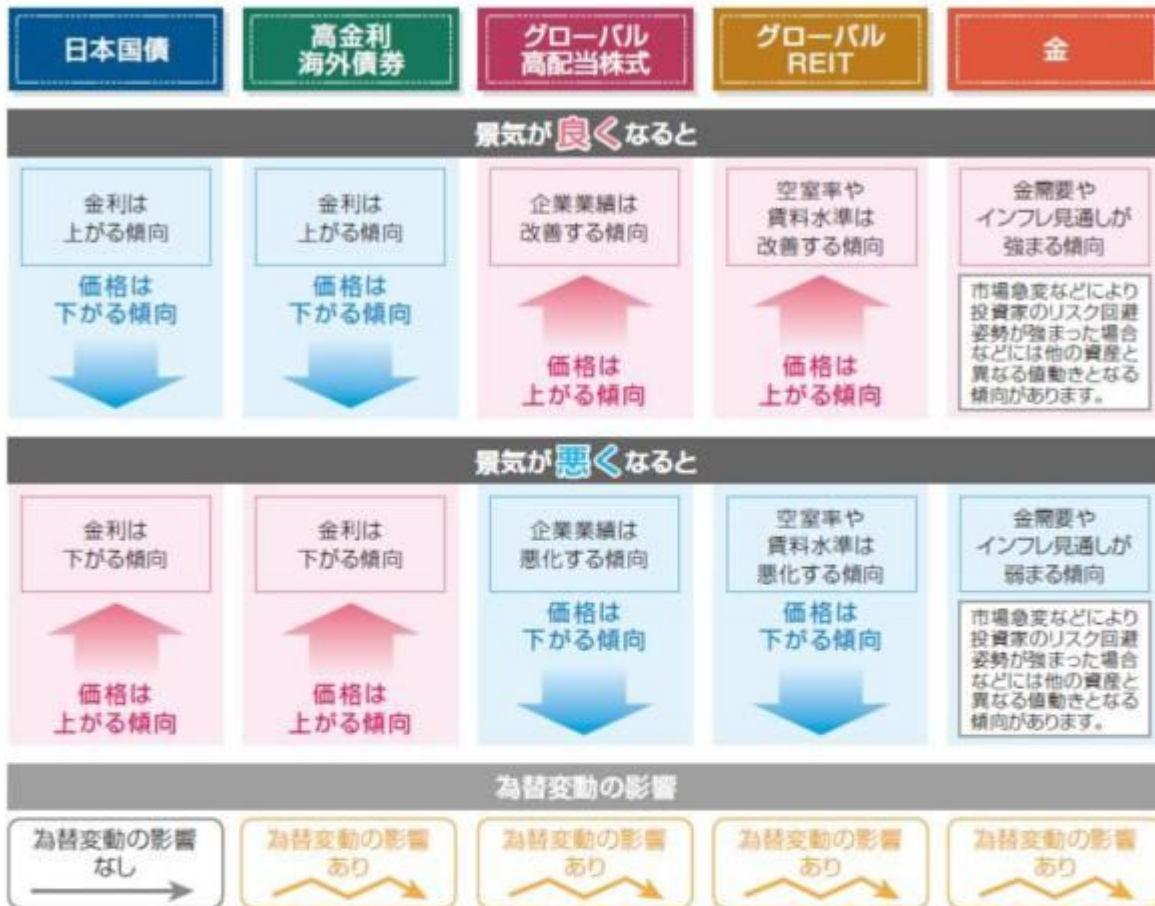 日本国債
高金利
海外債券
グローバル
高配当株式
グローバル
REIT
金
景気が良くなると
金利は
上がる傾向
価格は
下がる傾向
金利は
上がる傾向
価格は
下がる傾向
企業業績は
改善する傾向
価格は
上がる傾向
空室率や
賃料水準は
改善する傾向
価格は
上がる傾向
金需要や
インフレ見通しが
強まる傾向
市場急変などにより
投資家のリスク回避
姿勢が強まった場合
などには他の資産と
異なる値動きとなる
傾向があります。
景気が悪くなると
金利は
下がる傾向
価格は
上がる傾向
金利は
下がる傾向
価格は
上がる傾向
企業業績は
悪化する傾向
価格は
下がる傾向
空室率や
賃料水準は
悪化する傾向
価格は
下がる傾向
金需要や
インフレ見通しが
弱まる傾向
市場急変などにより
投資家のリスク回避
姿勢が強まった場合
などには他の資産と
異なる値動きとなる
傾向があります。
為替変動の影響
為替変動の影響
なし
為替変動の影響
あり
為替変動の影響
あり
為替変動の影響
あり
為替変動の影響
あり